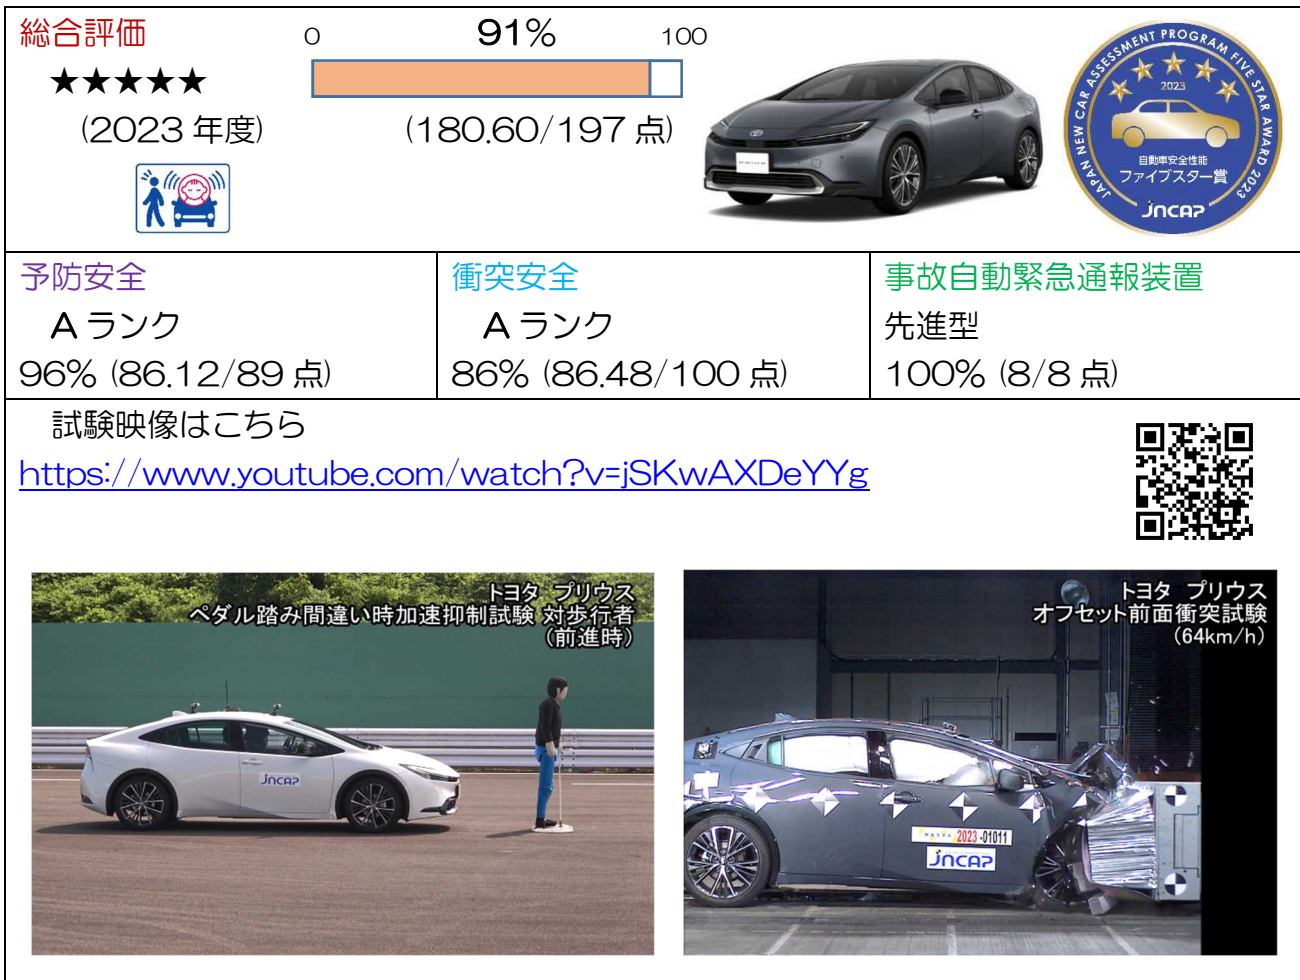 総合評価
0 91% 100
★★★★★
(2023 年度)
(180.60/197 点)
JAPAN NEW CAR ASSESSMENT PROGRAM FIVE STAR AWARD 2023
2023
自動車安全性能
ファイブスター賞
JNCAP
予防安全
A ランク
96% (86.12/89 点)
衝突安全
A ランク
86% (86.48/100 点)
事故自動緊急通報装置
先進型
100% (8/8 点)
試験映像はこちら
https://www.youtube.com/watch?v=jSKwAXDeYYg
トヨタ プリウス
ペダル踏み間違い時加速抑制試験 対歩行者
(前進時)
JNCAP
トヨタ プリウス
オフセット前面衝突試験
(64km/h)
NASVA 2023-01011
JNCAP